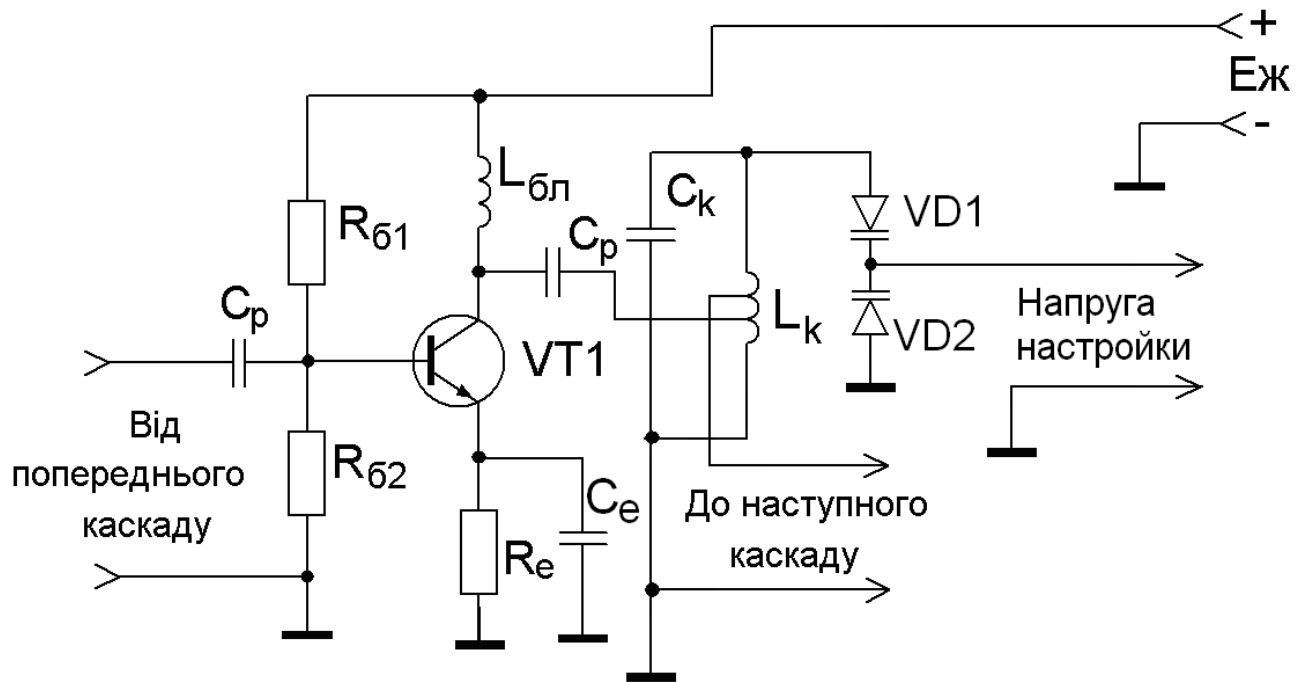 +
Eж
-
Lбл
Ck
VD1
Rб1
Cp
Cp
Lk
Напруга
настройки
VD2
VT1
Від
попереднього
каскаду
Rб2
Ce
До наступного
каскаду
Re